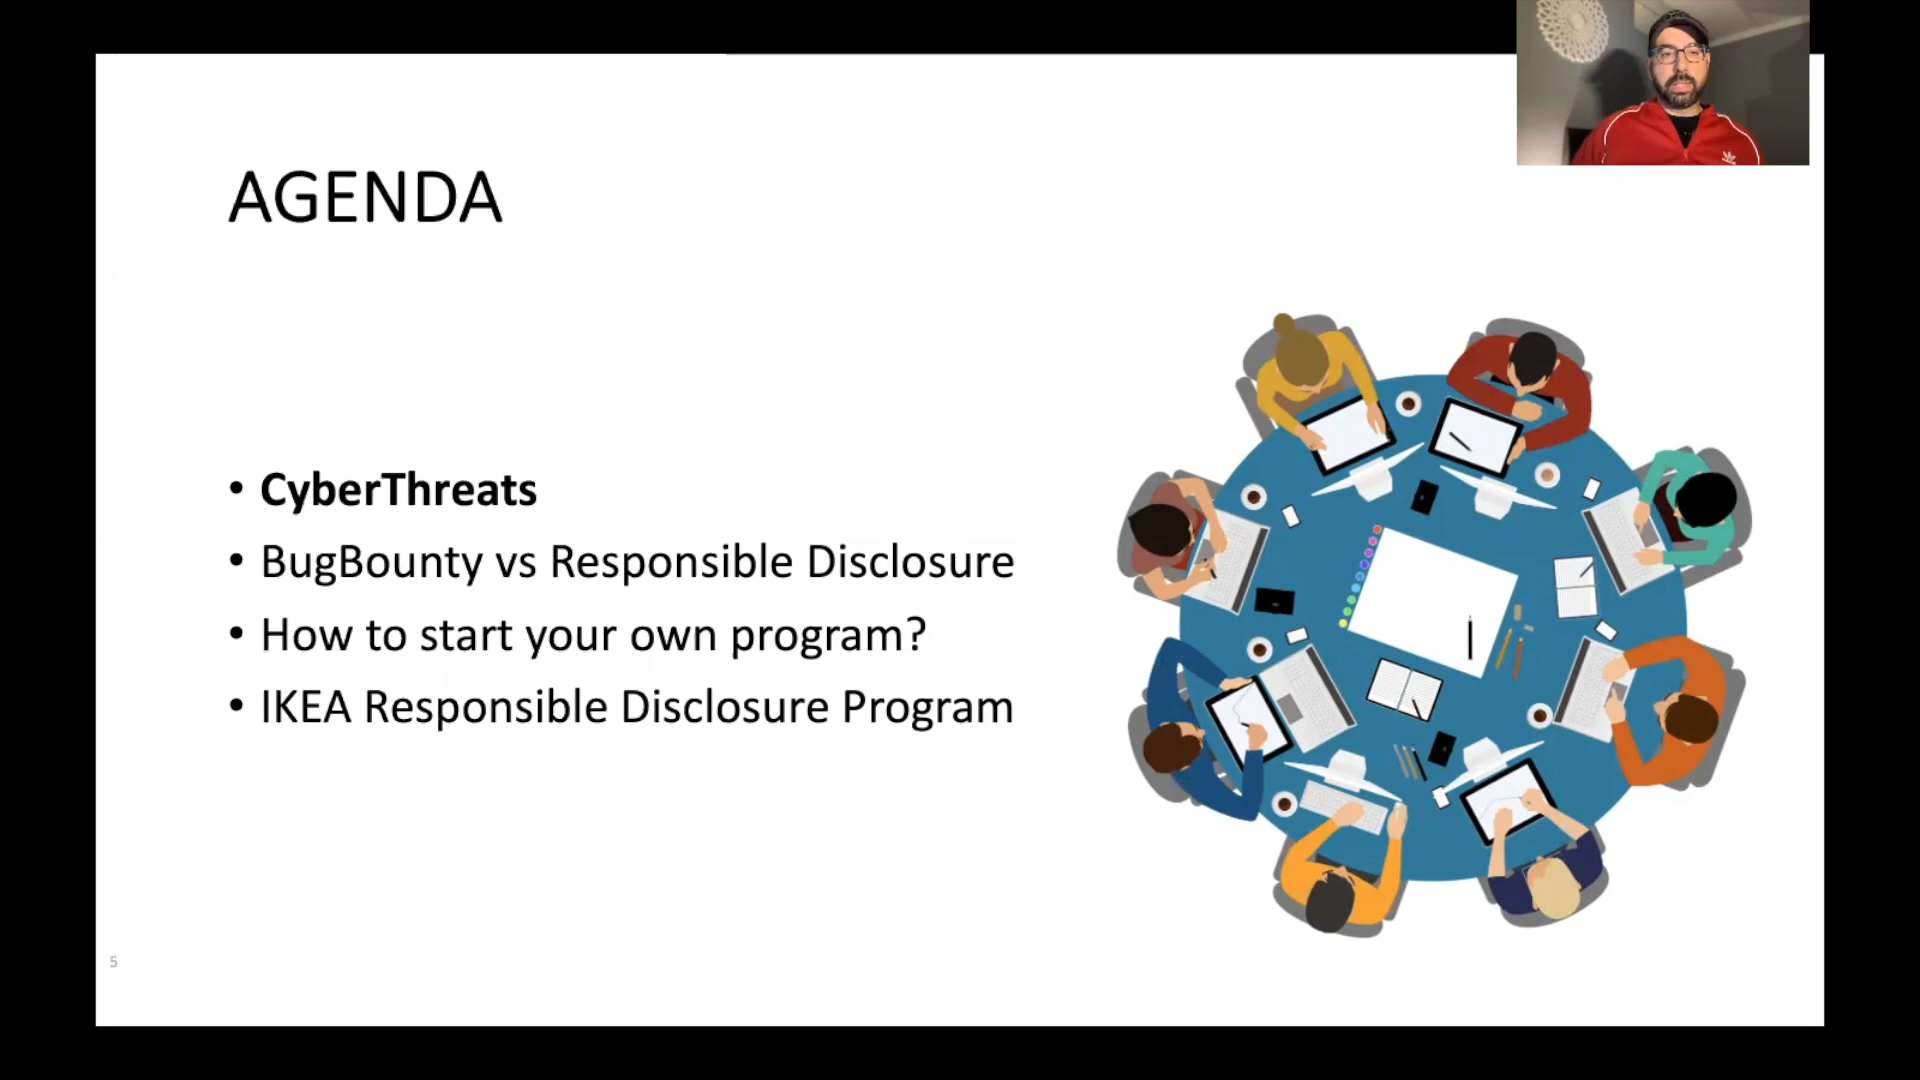 AGENDA
• CyberThreats
• BugBounty vs Responsible Disclosure
• How to start your own program?
• IKEA Responsible Disclosure Program
5